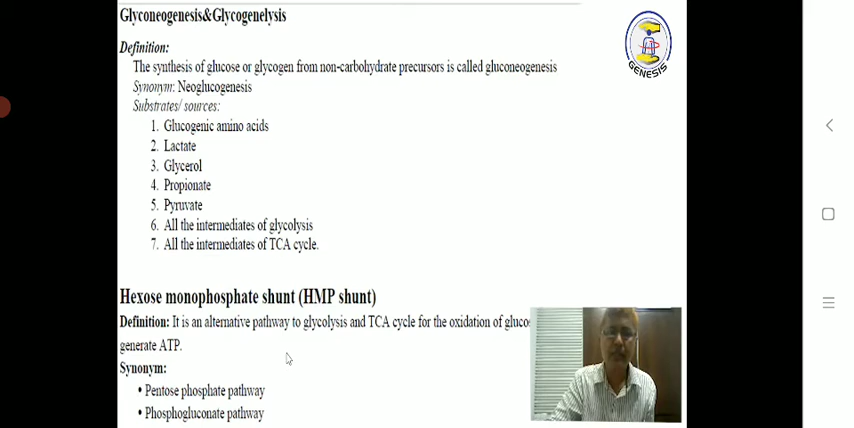 Glyconeogenesis&Glycogenelysis
GENESIS
Definition:
The synthesis of glucose or glycogen from non-carbohydrate precursors is called gluconeogenesis
Synonym: Neoglucogenesis
Substrates/ sources:
1. Glucogenic amino acids
2. Lactate
3. Glycerol
4. Propionate
5. Pyruvate
6. All the intermediates of glycolysis
7. All the intermediates of TCA cycle.
Hexose monophosphate shunt (HMP shunt)
Definition: It is an alternative pathway to glycolysis and TCA cycle for the oxidation of
generate ATP.
Synonym:
• Pentose phosphate pathway
• Phosphogluconate pathway